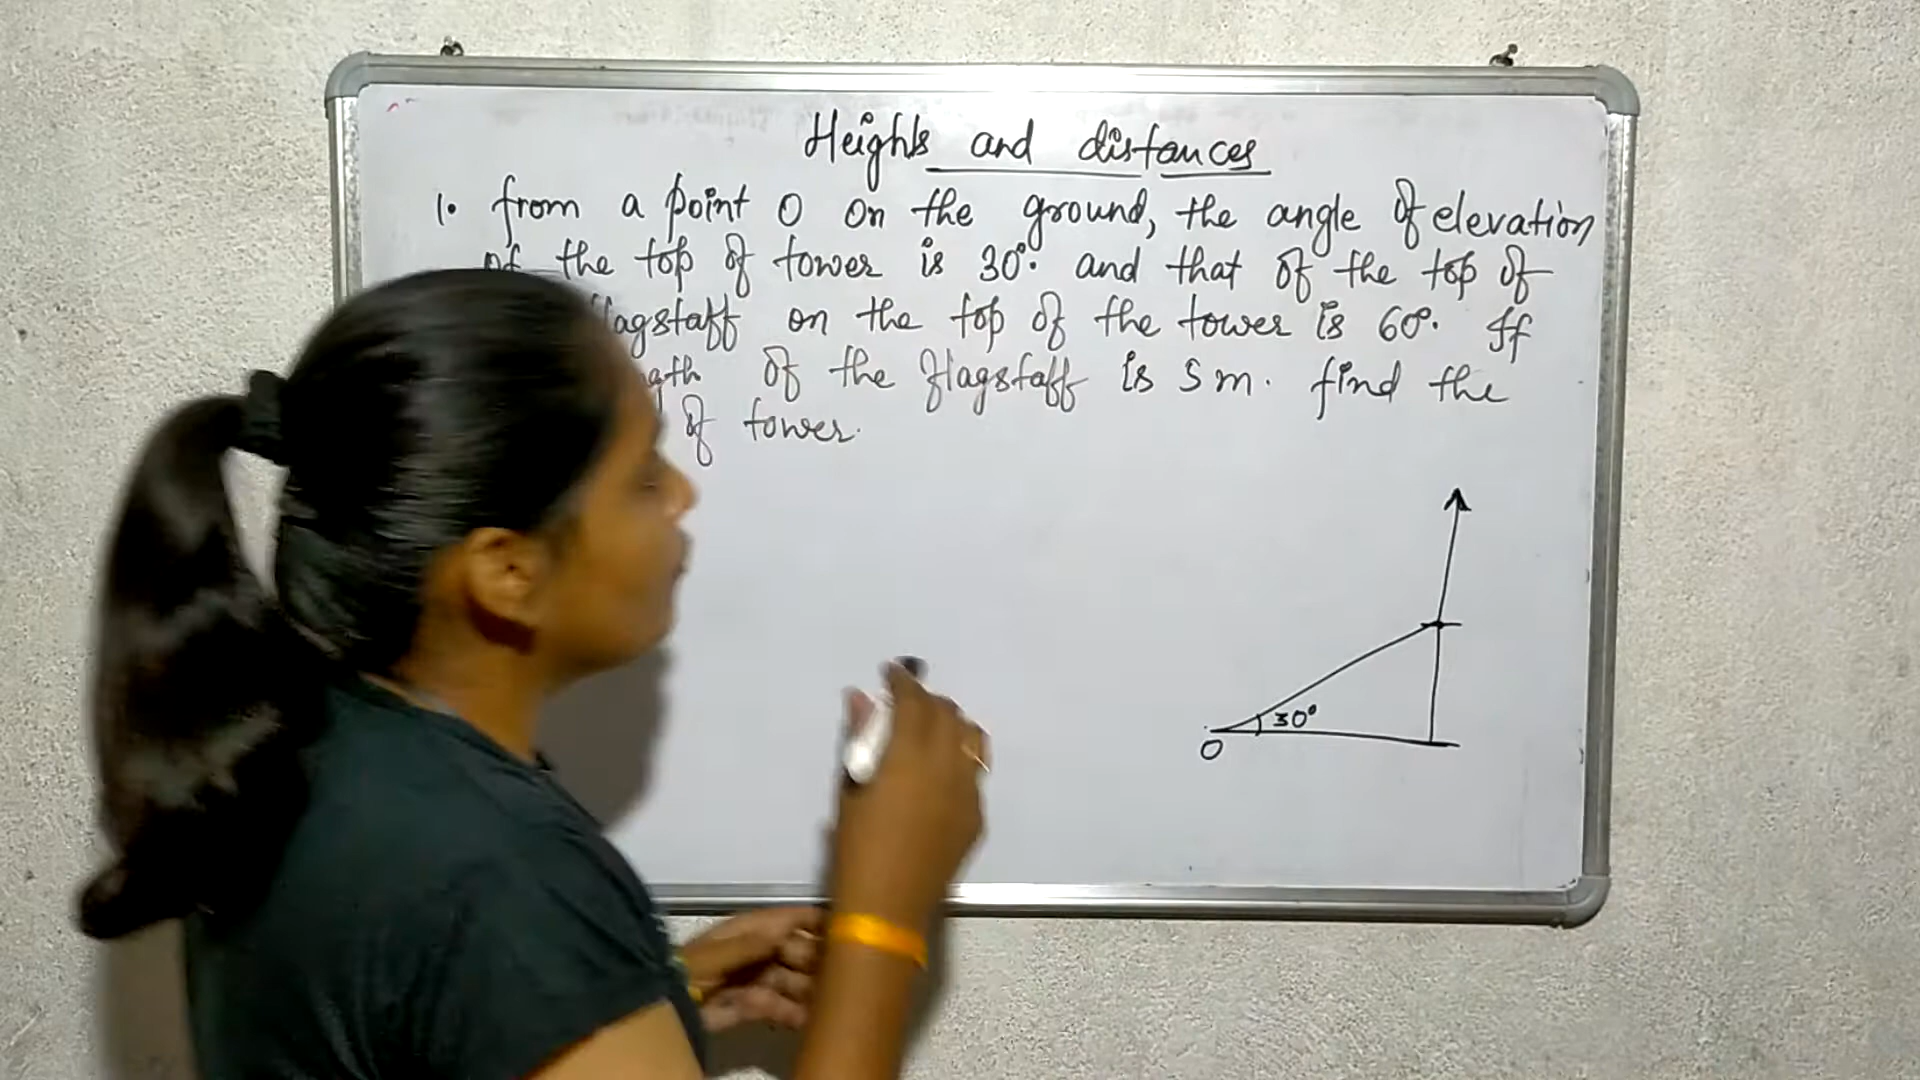 Heights and distances
1. from a point O on the ground, the angle of elevation
of the top of tower is 30°. and that of the top of
on the top of the tower is 60°. If
of the flagstaff is 5 m. find the
of tower.
30°
O